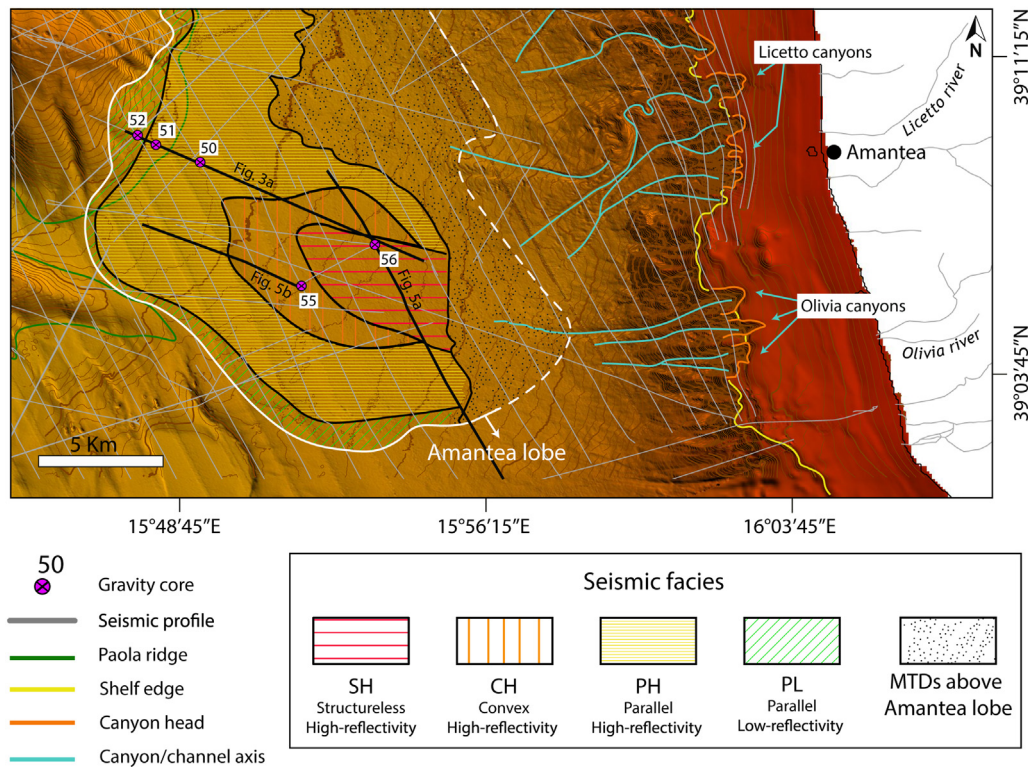 N
39°11'15"N
Licetto canyons
Licetto river
Amantea
52
51
50
Fig. 3a
56
Fig. 5a
Fig. 5b
55
Olivia canyons
Olivia river
39°03'45"N
5 Km
Amantea lobe
15°48'45"E
15°56'15"E
16°03'45"E
50
Gravity core
Seismic profile
Paola ridge
Shelf edge
Canyon head
Canyon/channel axis
Seismic facies
SH
Structureless
High-reflectivity
CH
Convex
High-reflectivity
PH
Parallel
High-reflectivity
PL
Parallel
Low-reflectivity
MTDs above
Amantea lobe